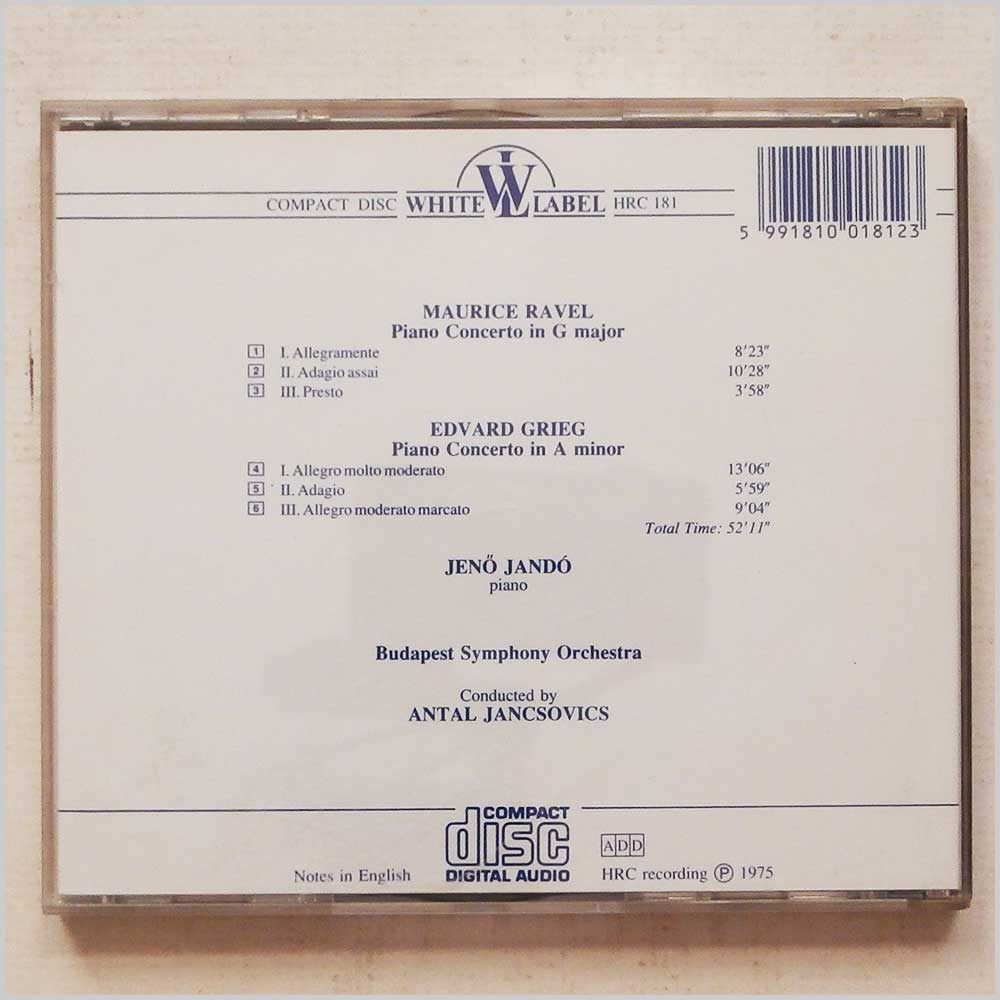 COMPACT DISC WHITE WL LABEL HRC 181
5 991810 018123
MAURICE RAVEL
Piano Concerto in G major
1 I. Allegramente 8'23"
2 II. Adagio assai 10'28"
3 III. Presto 3'58"
EDVARD GRIEG
Piano Concerto in A minor
4 I. Allegro molto moderato 13'06"
5 II. Adagio 5'59"
6 III. Allegro moderato marcato 9'04"
Total Time: 52'11"
JENŐ JANDÓ
piano
Budapest Symphony Orchestra
Conducted by
ANTAL JANCSOVICS
COMPACT
disc
DIGITAL AUDIO
ADD
Notes in English
HRC recording Ⓟ 1975